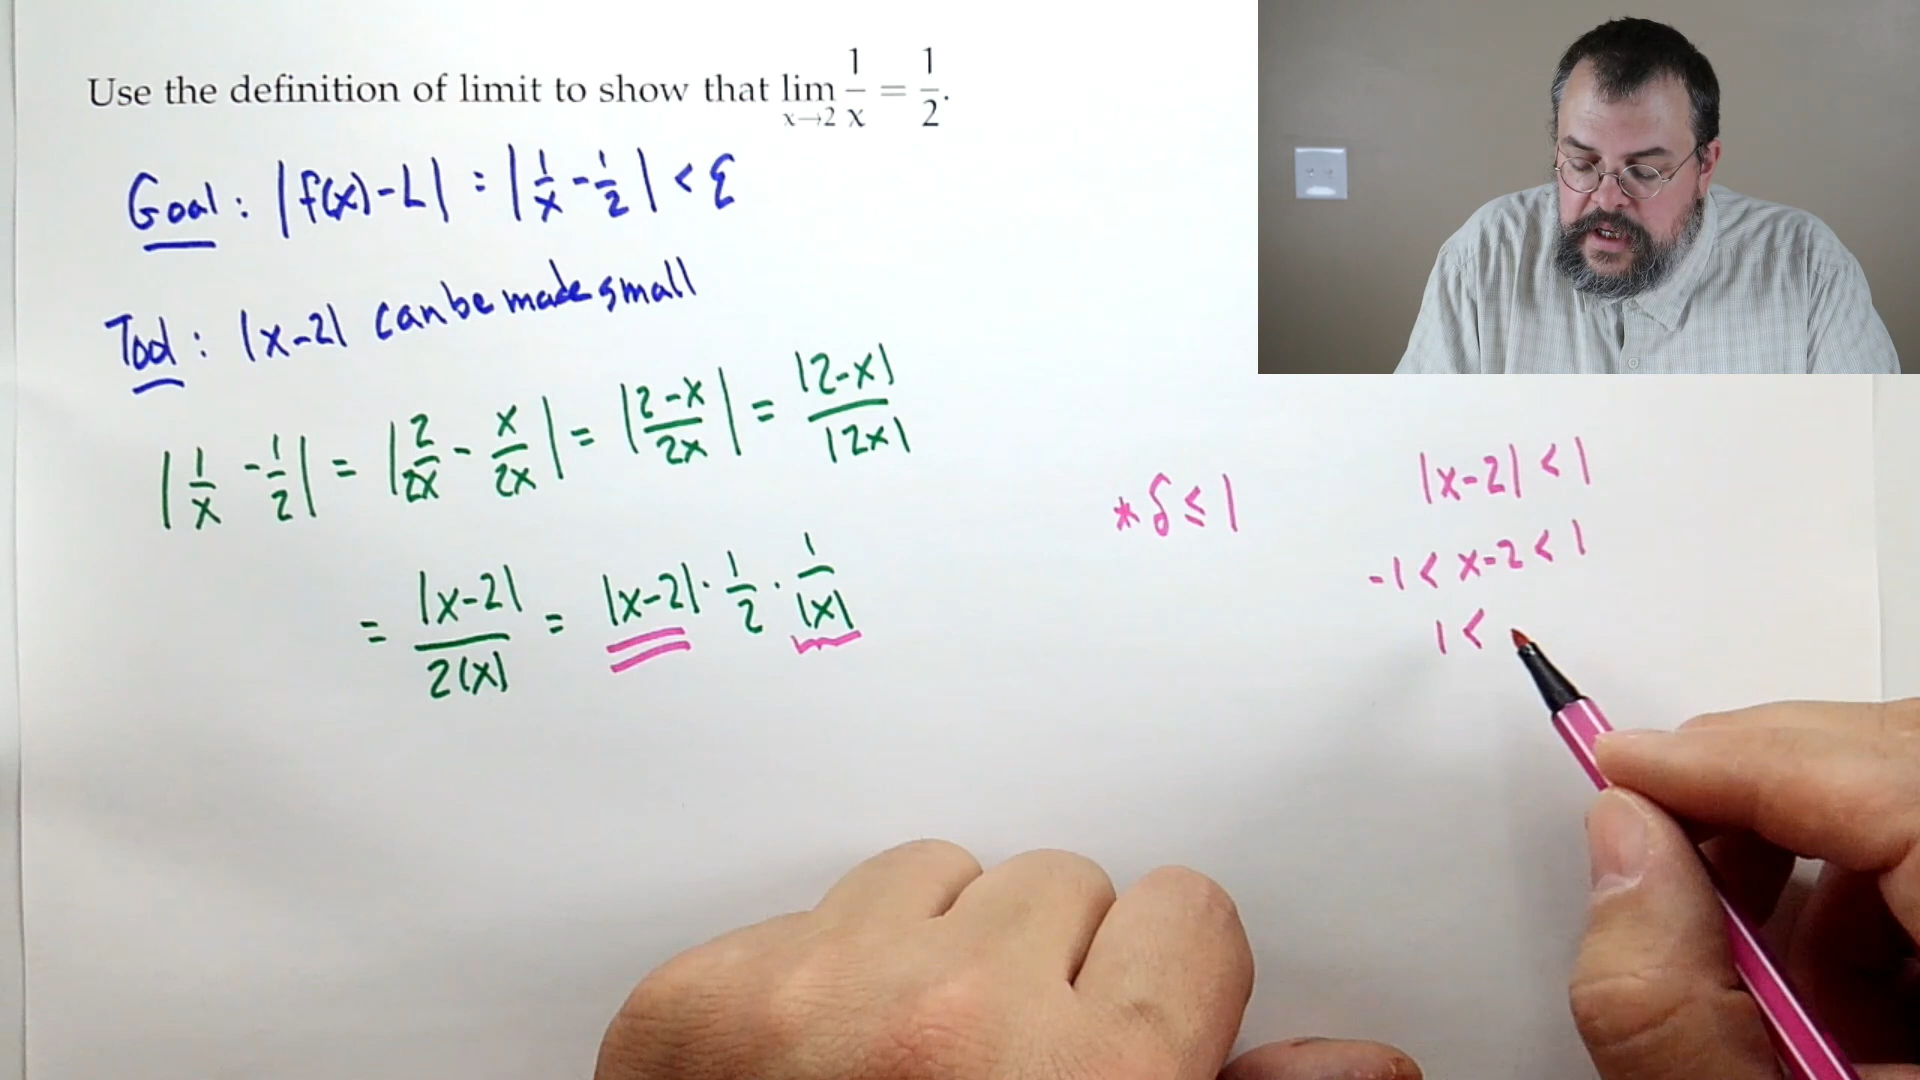 Use the definition of limit to show that lim x→2 1/x = 1/2.
Goal: |f(x)-L| = |1/x - 1/2| < ε
Tool: |x-2| can be made small
|1/x - 1/2| = |2/2x - x/2x| = |2-x/2x| = |2-x|/|2x|
= |x-2|/2|x| = |x-2| · 1/2 · 1/|x|
* δ ≤ 1
|x-2| < 1
-1 < x-2 < 1
1 <